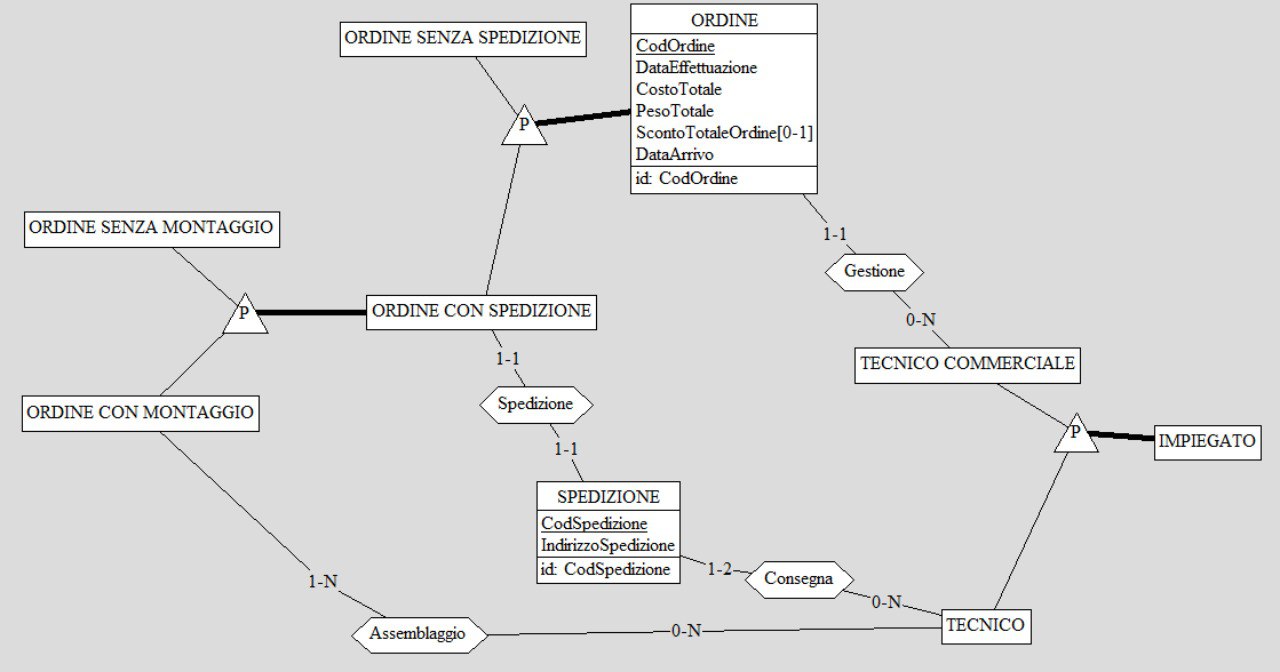 ORDINE
ORDINE SENZA SPEDIZIONE
CodOrdine
DataEffettuazione
CostoTotale
PesoTotale
ScontoTotaleOrdine[0-1]
DataArrivo
id: CodOrdine
P
ORDINE SENZA MONTAGGIO
1-1
Gestione
0-N
P
ORDINE CON SPEDIZIONE
1-1
TECNICO COMMERCIALE
ORDINE CON MONTAGGIO
Spedizione
P
IMPIEGATO
1-1
SPEDIZIONE
CodSpedizione
IndirizzoSpedizione
id: CodSpedizione
1-2
Consegna
0-N
1-N
Assemblaggio
0-N
TECNICO